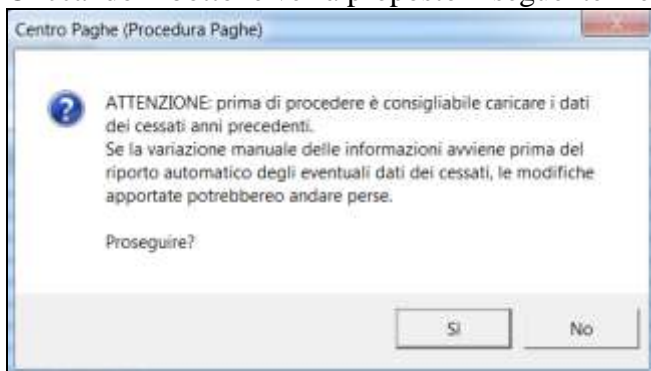 Centro Paghe (Procedura Paghe)
ATTENZIONE: prima di procedere è consigliabile caricare i dati
dei cessati anni precedenti.
Se la variazione manuale delle informazioni avviene prima del
riporto automatico degli eventuali dati dei cessati, le modifiche
apportate potrebbereo andare perse.
Proseguire?
Sì No